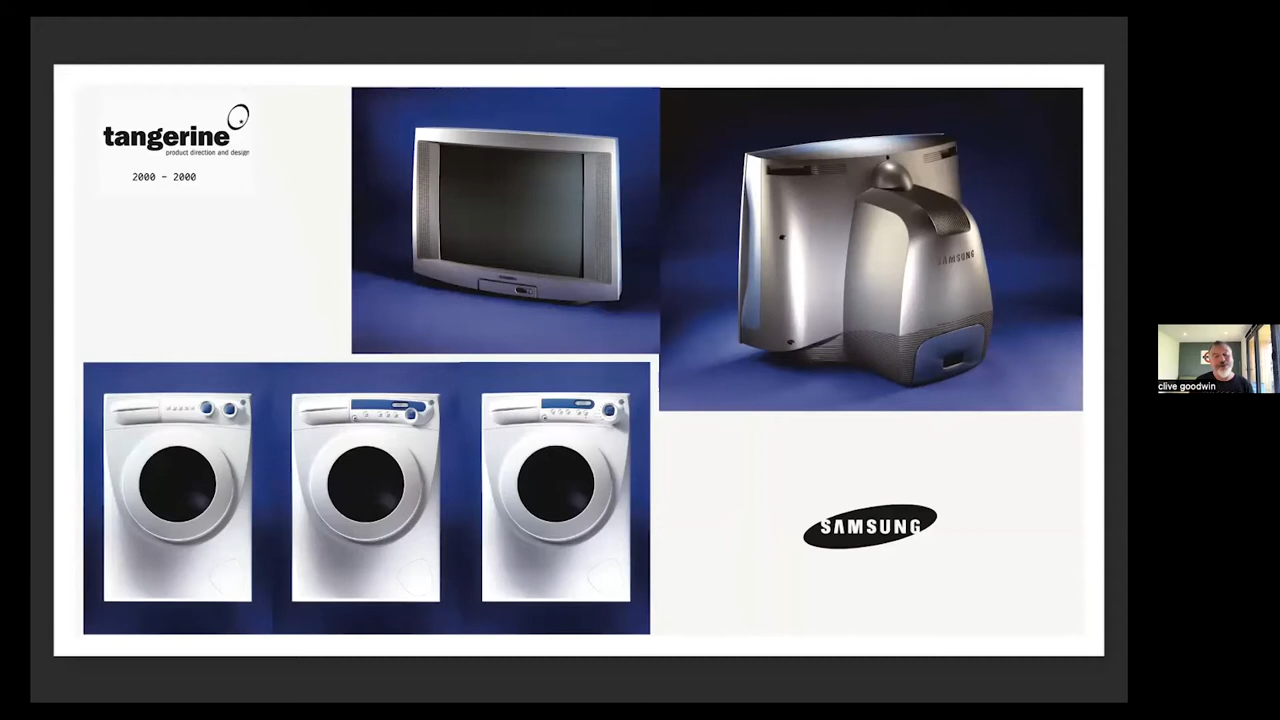 tangerine
product direction and design
2000 - 2000
SAMSUNG
SAMSUNG
clive goodwin